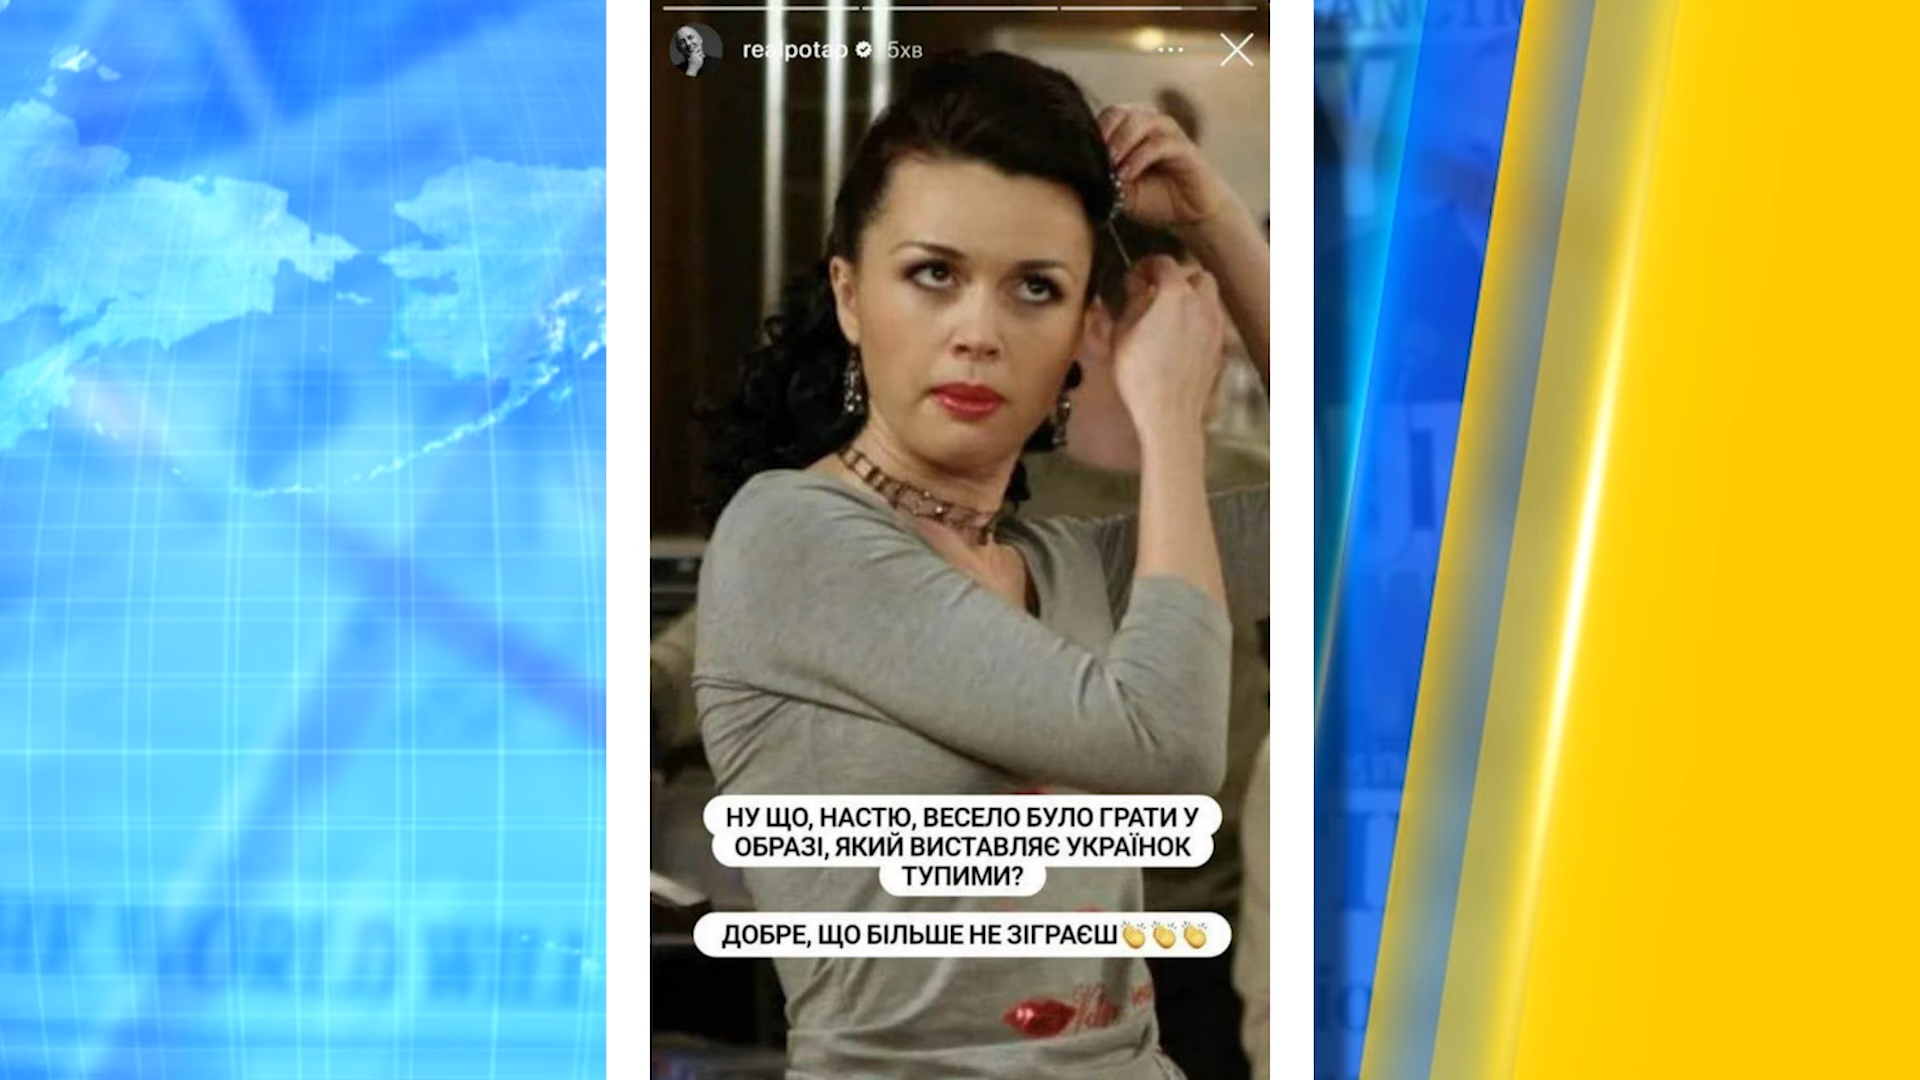 realpotap 5хв
НУ ЩО, НАСТЮ, ВЕСЕЛО БУЛО ГРАТИ У
ОБРАЗІ, ЯКИЙ ВИСТАВЛЯЄ УКРАЇНОК
ТУПИМИ?
ДОБРЕ, ЩО БІЛЬШЕ НЕ ЗІГРАЄШ👏👏👏